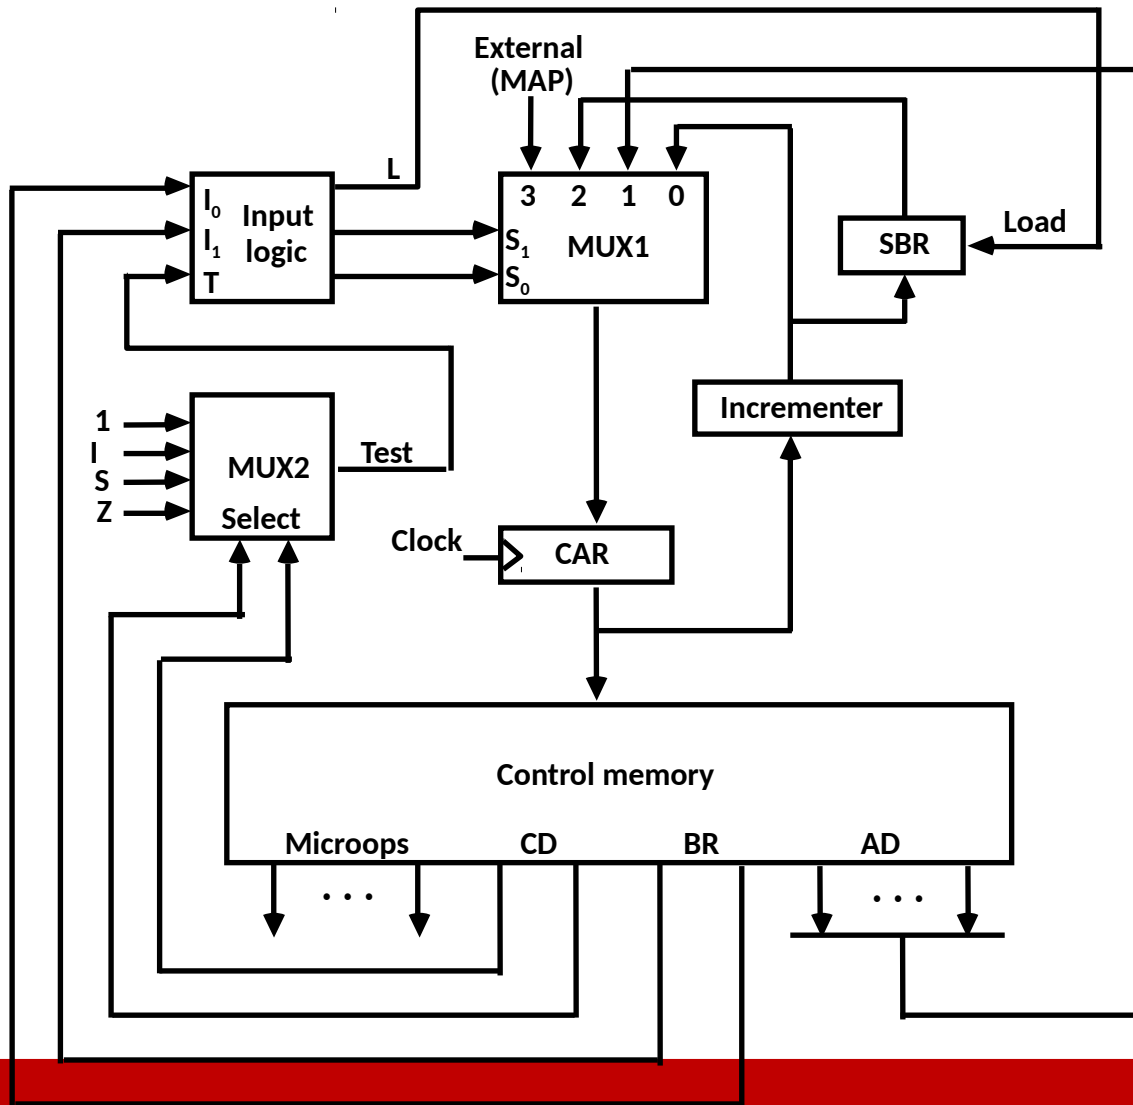 External
(MAP)
L
I0
Input
logic
I1
T
3 2 1 0
S1
MUX1
S0
SBR
Load
Incrementer
1
I
S
Z
MUX2
Select
Test
Clock
CAR
Control memory
Microops CD BR AD
. . .
. . .